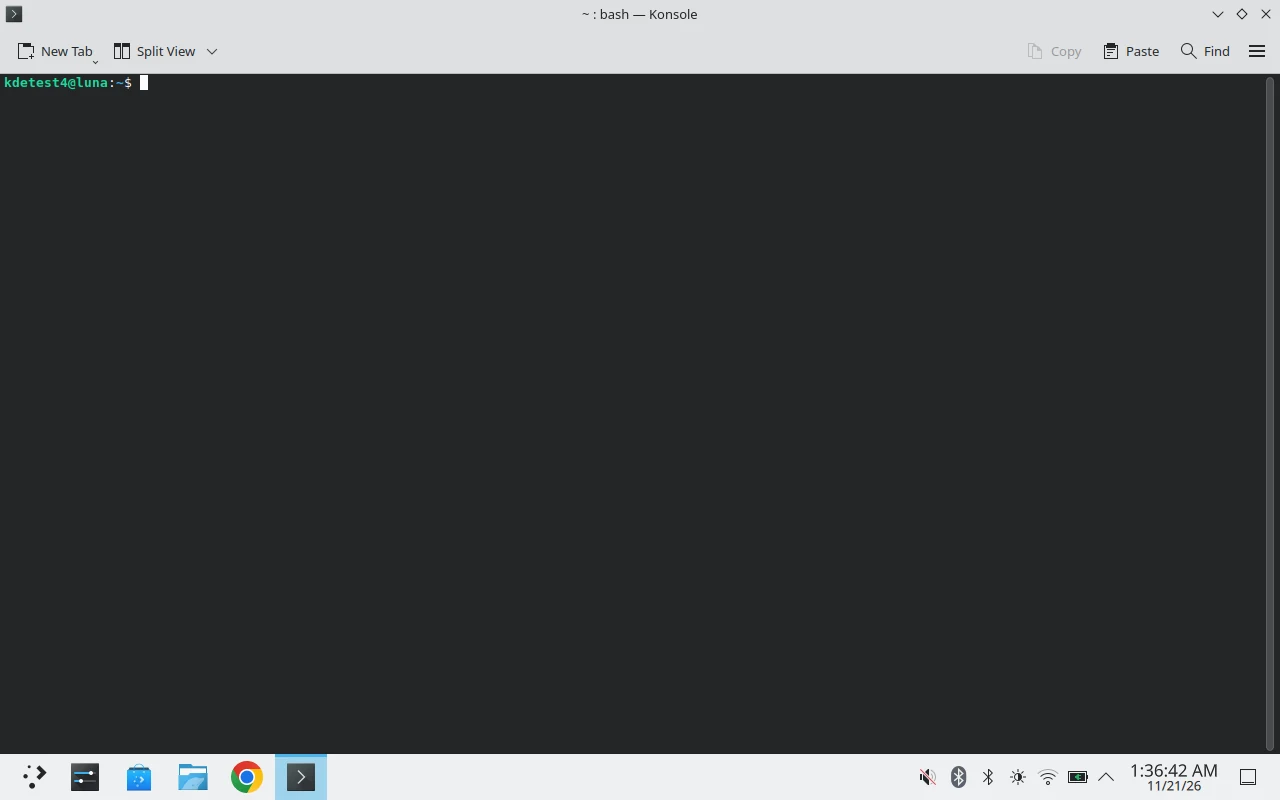 ~ : bash — Konsole
New Tab Split View Copy Paste Find
kdetest4@luna:~$
1:36:42 AM
11/21/26